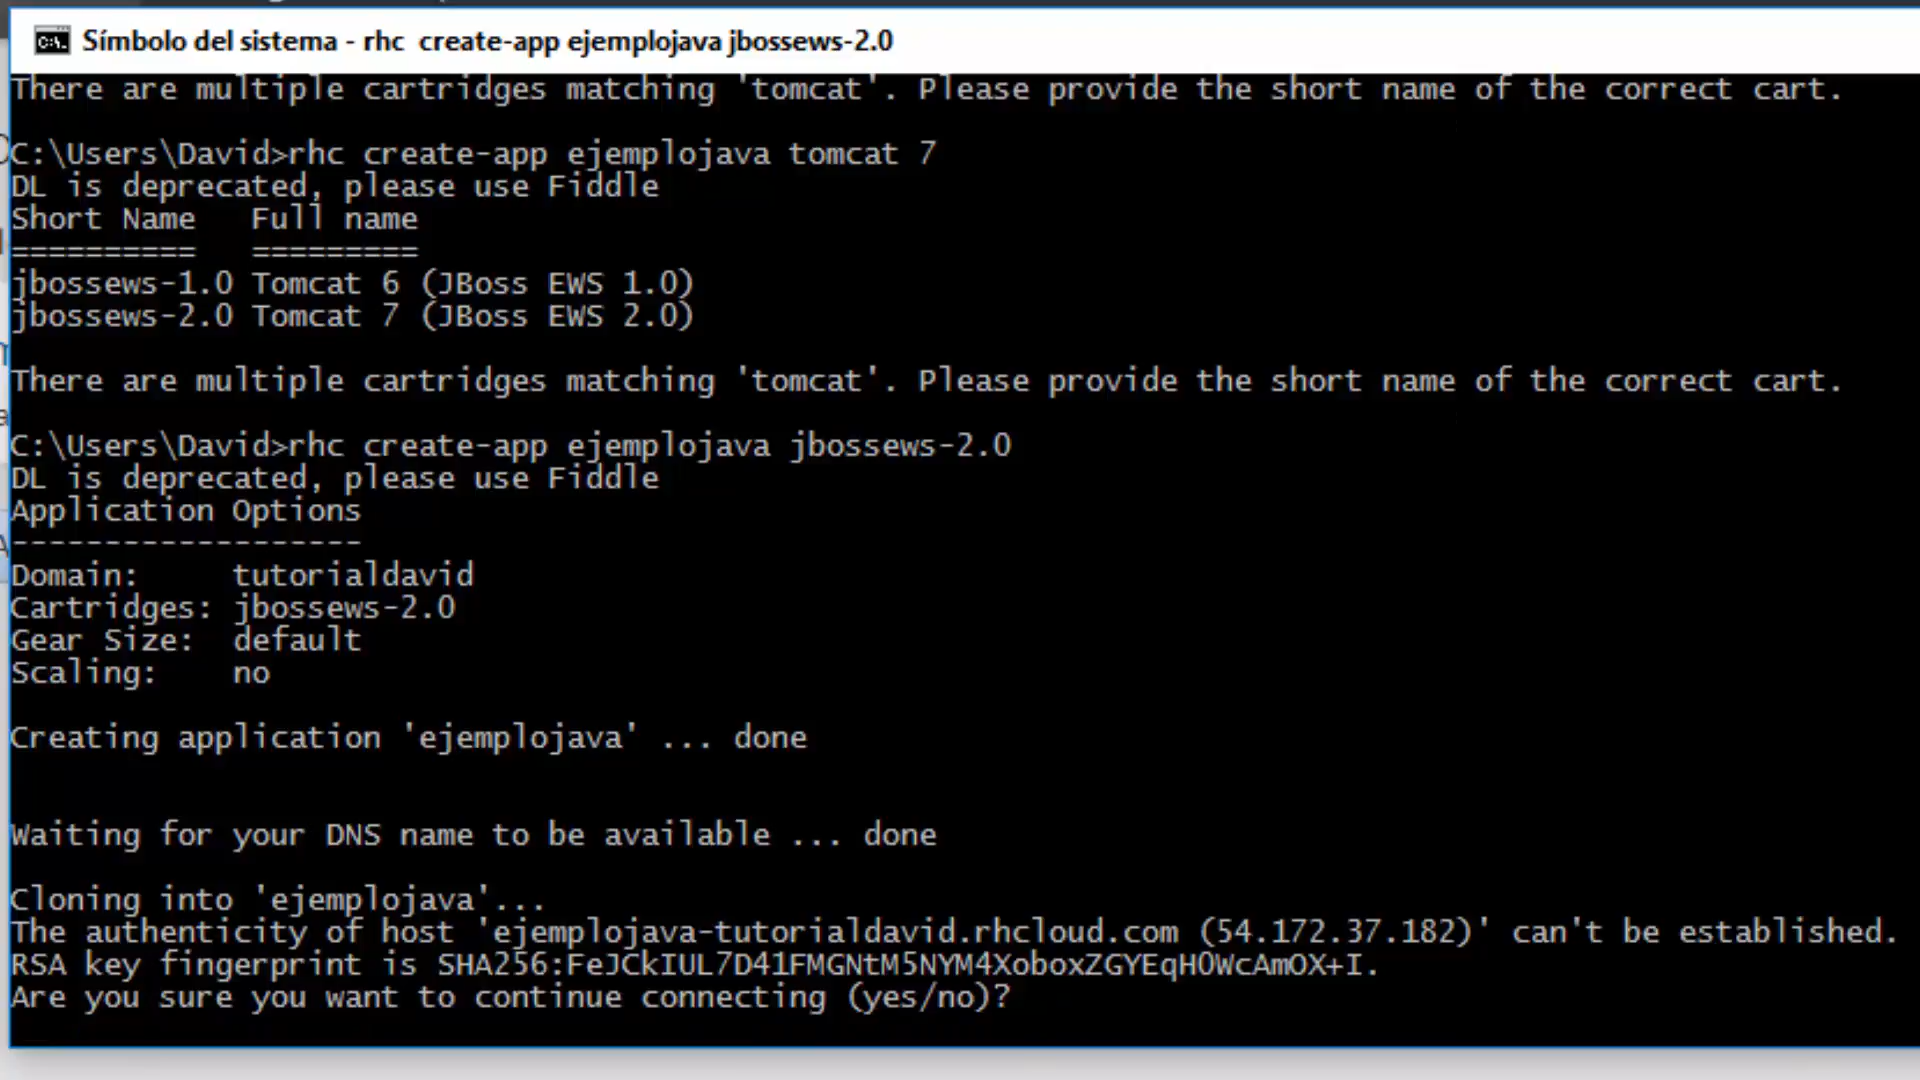 Símbolo del sistema - rhc create-app ejemplojava jbossews-2.0
There are multiple cartridges matching 'tomcat'. Please provide the short name of the correct cart.
C:\Users\David>rhc create-app ejemplojava tomcat 7
DL is deprecated, please use Fiddle
Short Name   Full name
==========   =========
jbossews-1.0 Tomcat 6 (JBoss EWS 1.0)
jbossews-2.0 Tomcat 7 (JBoss EWS 2.0)
There are multiple cartridges matching 'tomcat'. Please provide the short name of the correct cart.
C:\Users\David>rhc create-app ejemplojava jbossews-2.0
DL is deprecated, please use Fiddle
Application Options
-------------------
Domain:     tutorialdavid
Cartridges: jbossews-2.0
Gear Size:  default
Scaling:    no
Creating application 'ejemplojava' ... done
Waiting for your DNS name to be available ... done
Cloning into 'ejemplojava'...
The authenticity of host 'ejemplojava-tutorialdavid.rhcloud.com (54.172.37.182)' can't be established.
RSA key fingerprint is SHA256:FeJCkIUL7D41FMGNtM5NYM4XoboxZGYEqH0WcAmOX+I.
Are you sure you want to continue connecting (yes/no)?